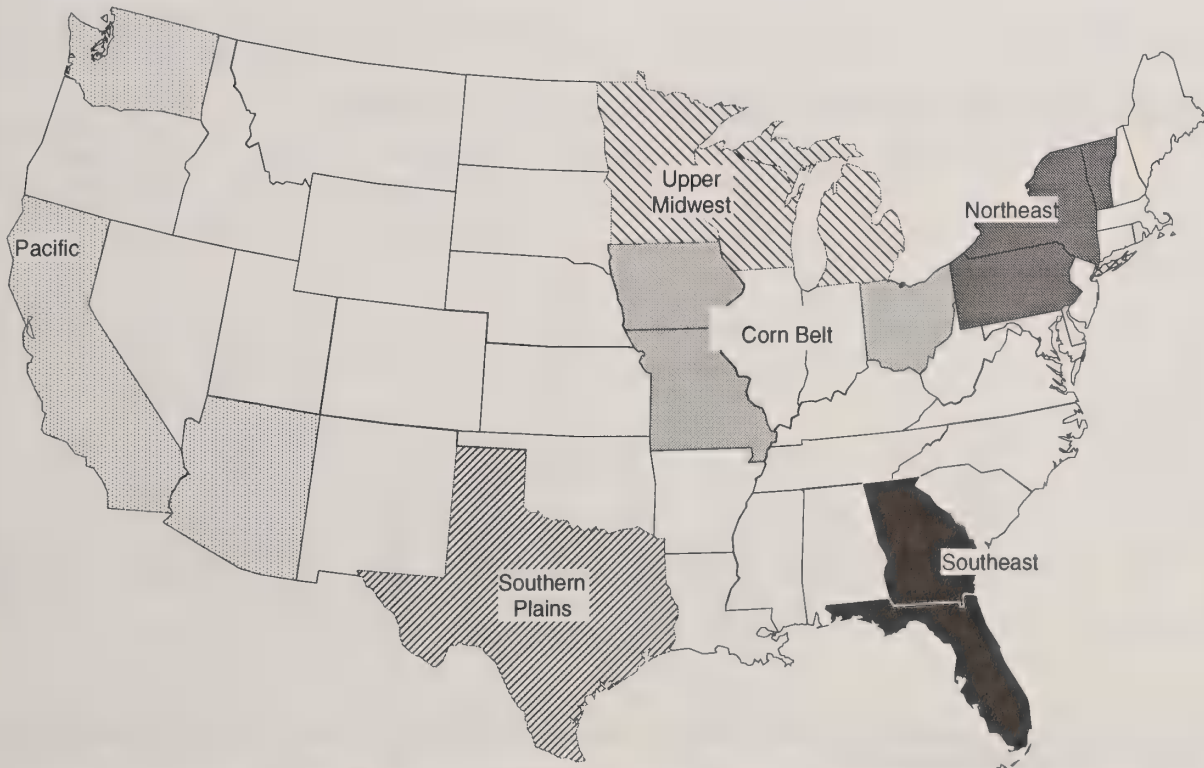 Pacific
Upper
Midwest
Northeast
Corn Belt
Southern
Plains
Southeast